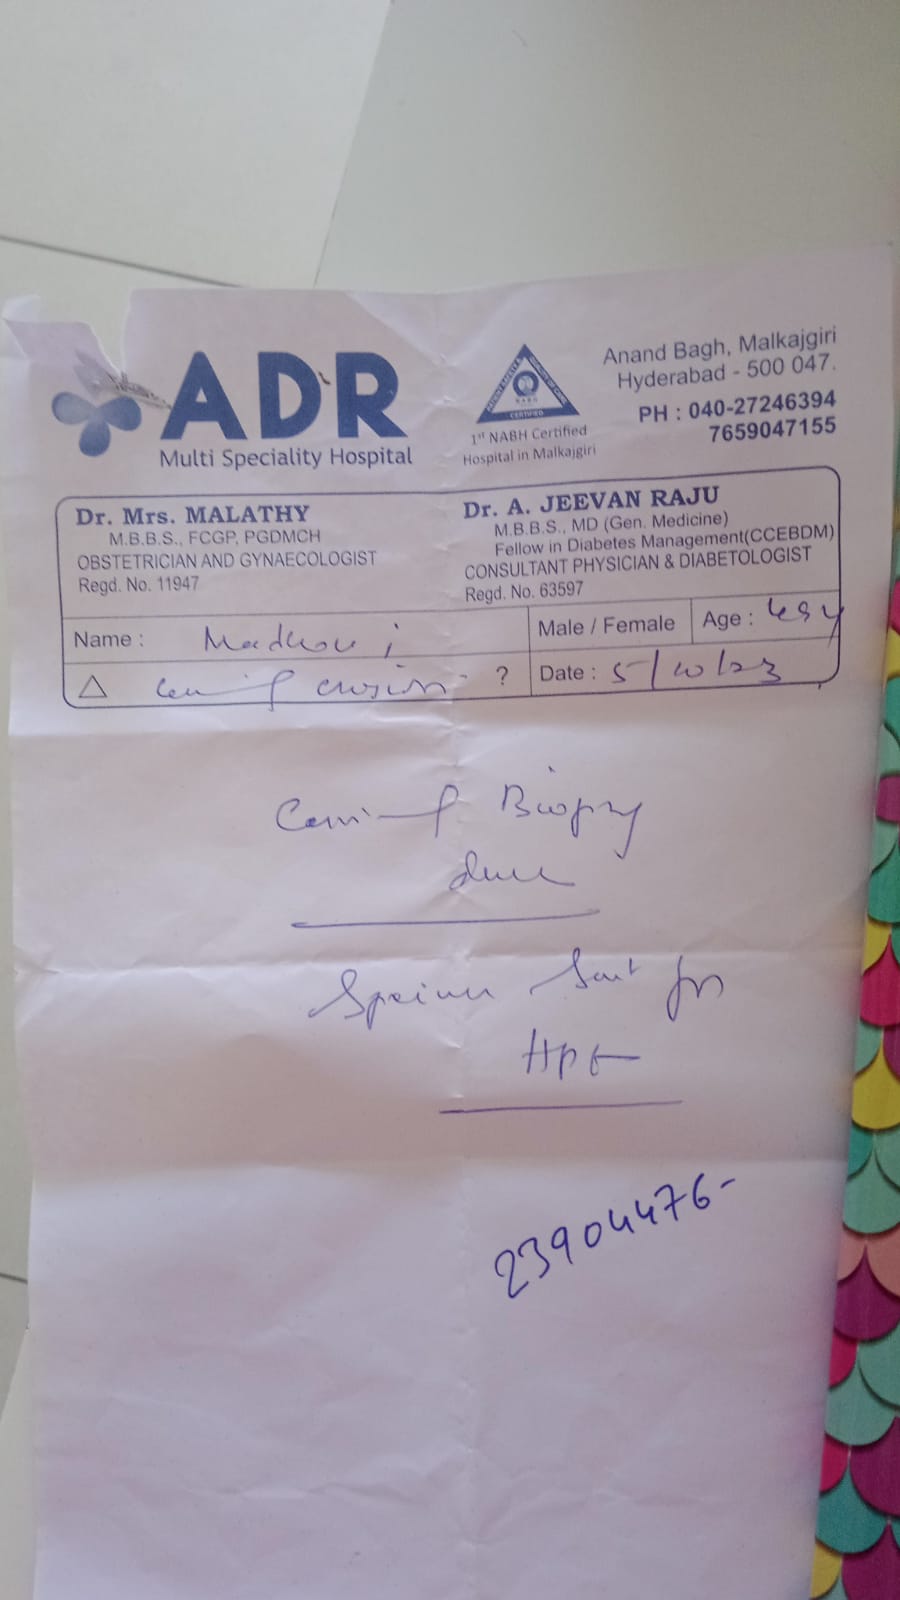 ADR
Multi Speciality Hospital
CERTIFIED
1st NABH Certified
Hospital in Malkajgiri
Anand Bagh, Malkajgiri
Hyderabad - 500 047.
PH : 040-27246394
7659047155
Dr. Mrs. MALATHY
M.B.B.S., FCGP, PGDMCH
OBSTETRICIAN AND GYNAECOLOGIST
Regd. No. 11947
Dr. A. JEEVAN RAJU
M.B.B.S., MD (Gen. Medicine)
Fellow in Diabetes Management(CCEBDM)
CONSULTANT PHYSICIAN & DIABETOLOGIST
Regd. No. 63597
Name :
Male / Female
Age :
△ erosion ?
Date : 5/10/23
Cervical Biopsy
done
Specimen Sent for
HPE
23904476-